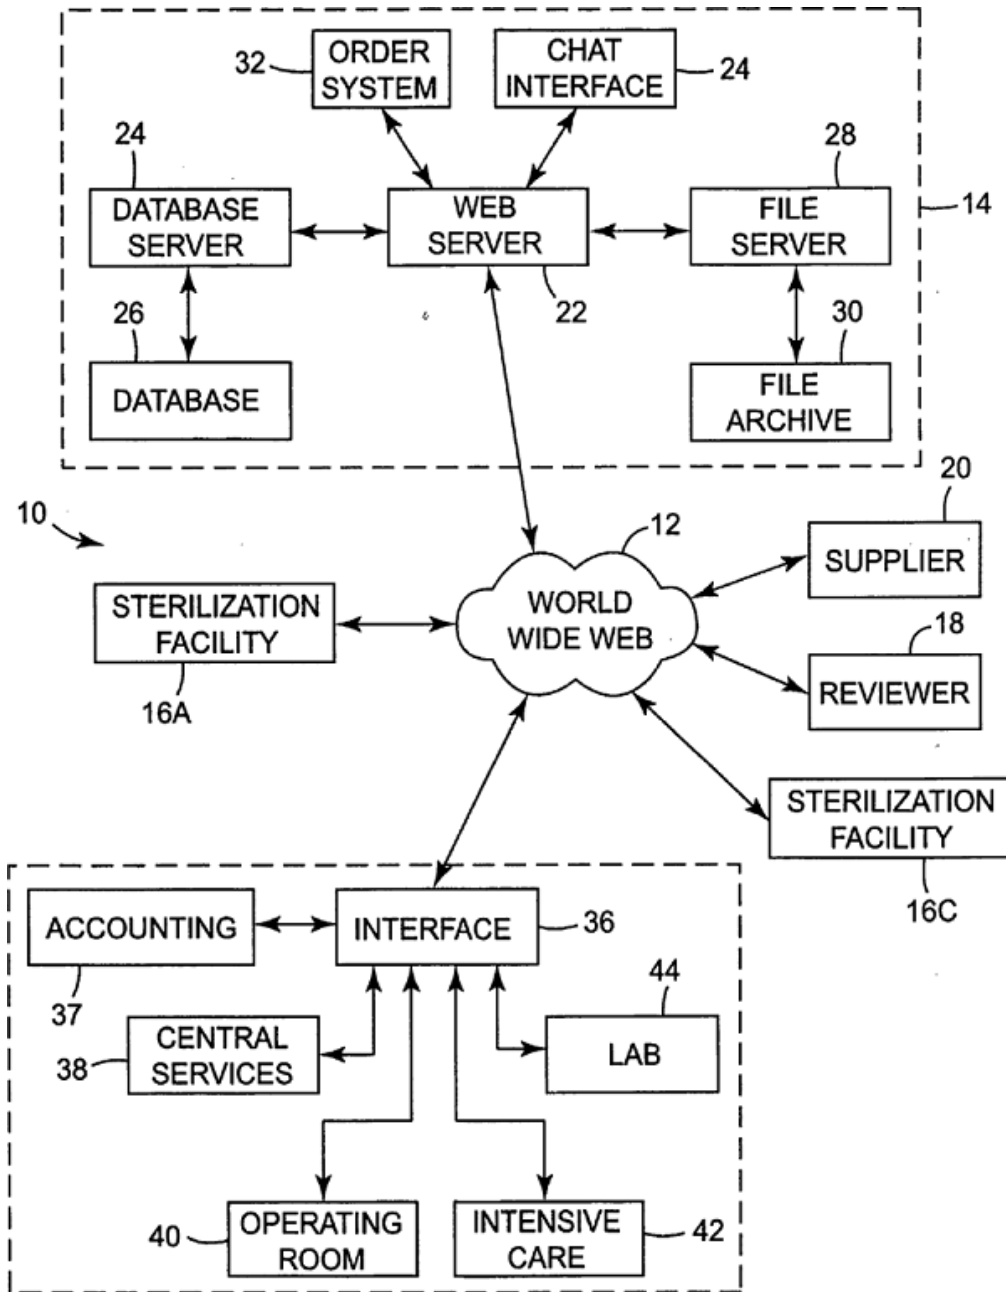 ORDER
SYSTEM
32
CHAT
INTERFACE
24
24
DATABASE
SERVER
WEB
SERVER
22
28
FILE
SERVER
14
26
DATABASE
30
FILE
ARCHIVE
10
12
WORLD
WIDE WEB
20
SUPPLIER
STERILIZATION
FACILITY
16A
18
REVIEWER
STERILIZATION
FACILITY
16C
ACCOUNTING
37
INTERFACE
36
CENTRAL
SERVICES
38
44
LAB
40
OPERATING
ROOM
INTENSIVE
CARE
42